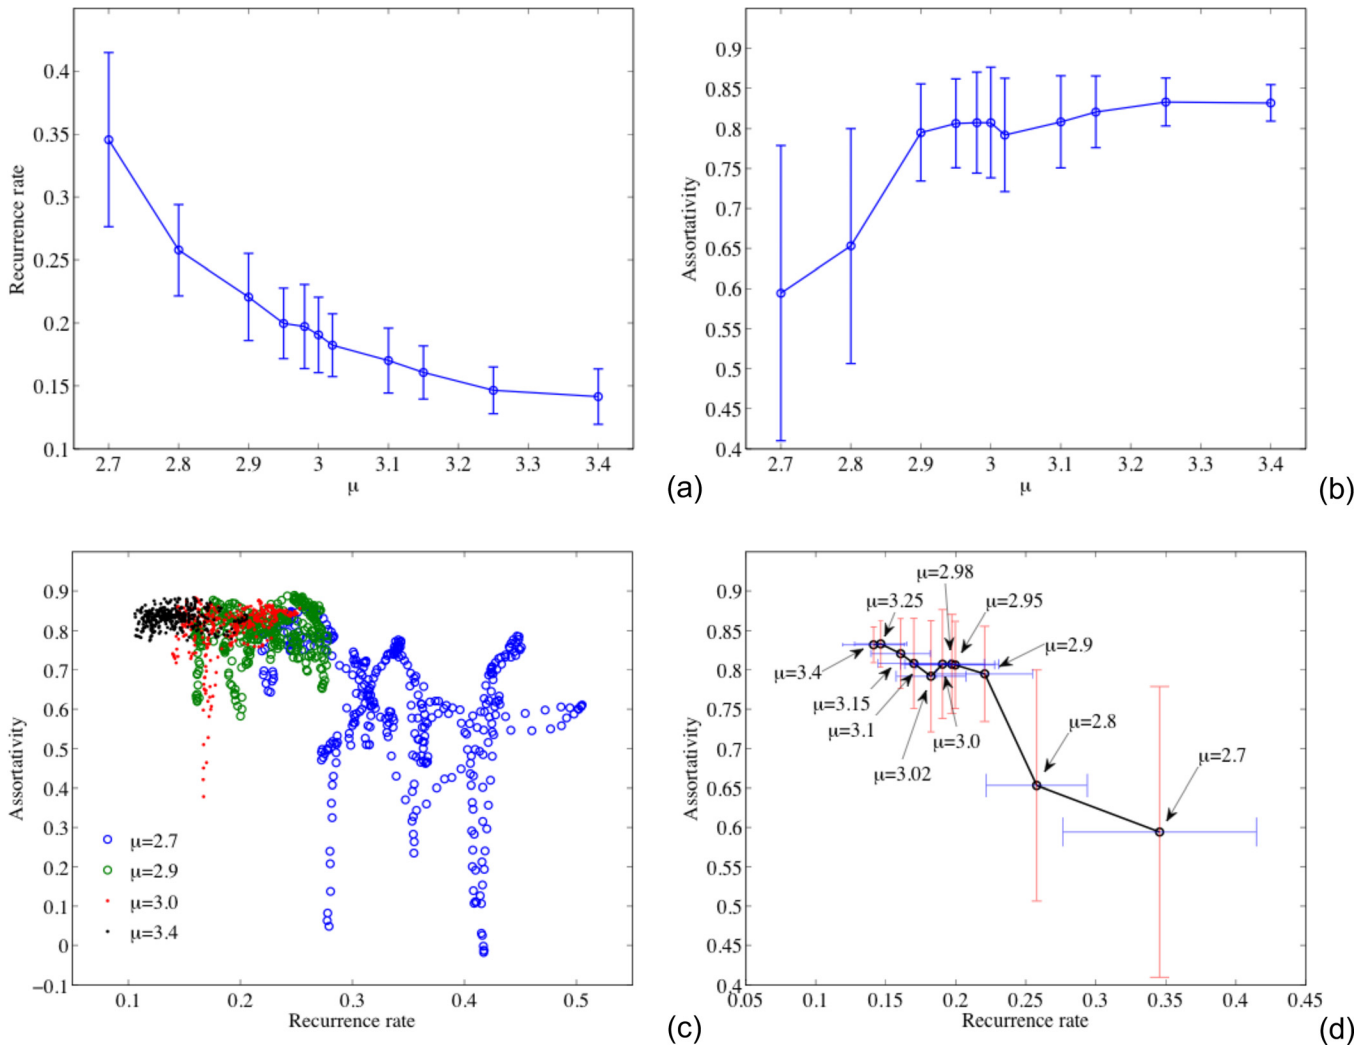 0.4
0.35
0.3
0.25
0.2
0.15
0.1
Recurrence rate
2.7 2.8 2.9 3 3.1 3.2 3.3 3.4
μ
(a)
0.9
0.85
0.8
0.75
0.7
0.65
0.6
0.55
0.5
0.45
0.4
Assortativity
2.7 2.8 2.9 3 3.1 3.2 3.3 3.4
μ
(b)
0.9
0.8
0.7
0.6
0.5
0.4
0.3
0.2
0.1
0
−0.1
Assortativity
μ=2.7
μ=2.9
μ=3.0
μ=3.4
0.1 0.2 0.3 0.4 0.5
Recurrence rate
(c)
0.95
0.9
0.85
0.8
0.75
0.7
0.65
0.6
0.55
0.5
0.45
0.4
Assortativity
μ=2.98
μ=3.25
μ=2.95
μ=2.9
μ=3.4
μ=3.15
μ=3.1
μ=3.0
μ=3.02
μ=2.8
μ=2.7
0.05 0.1 0.15 0.2 0.25 0.3 0.35 0.4 0.45
Recurrence rate
(d)